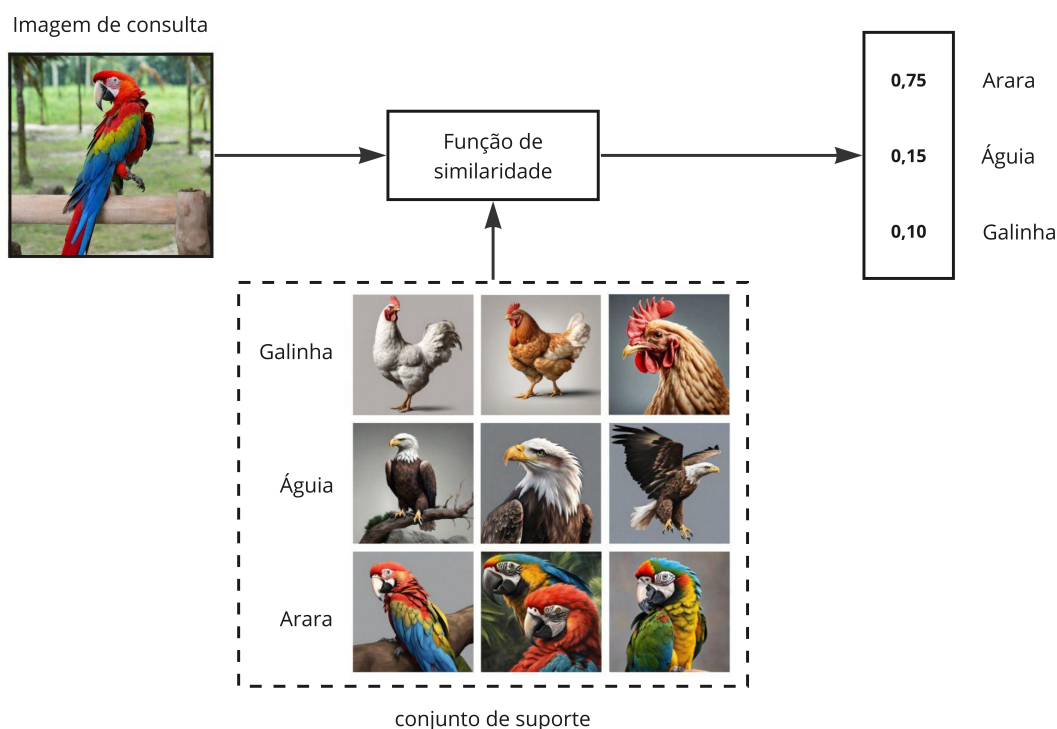 Imagem de consulta
Função de
similaridade
0,75 Arara
0,15 Águia
0,10 Galinha
Galinha
Águia
Arara
conjunto de suporte